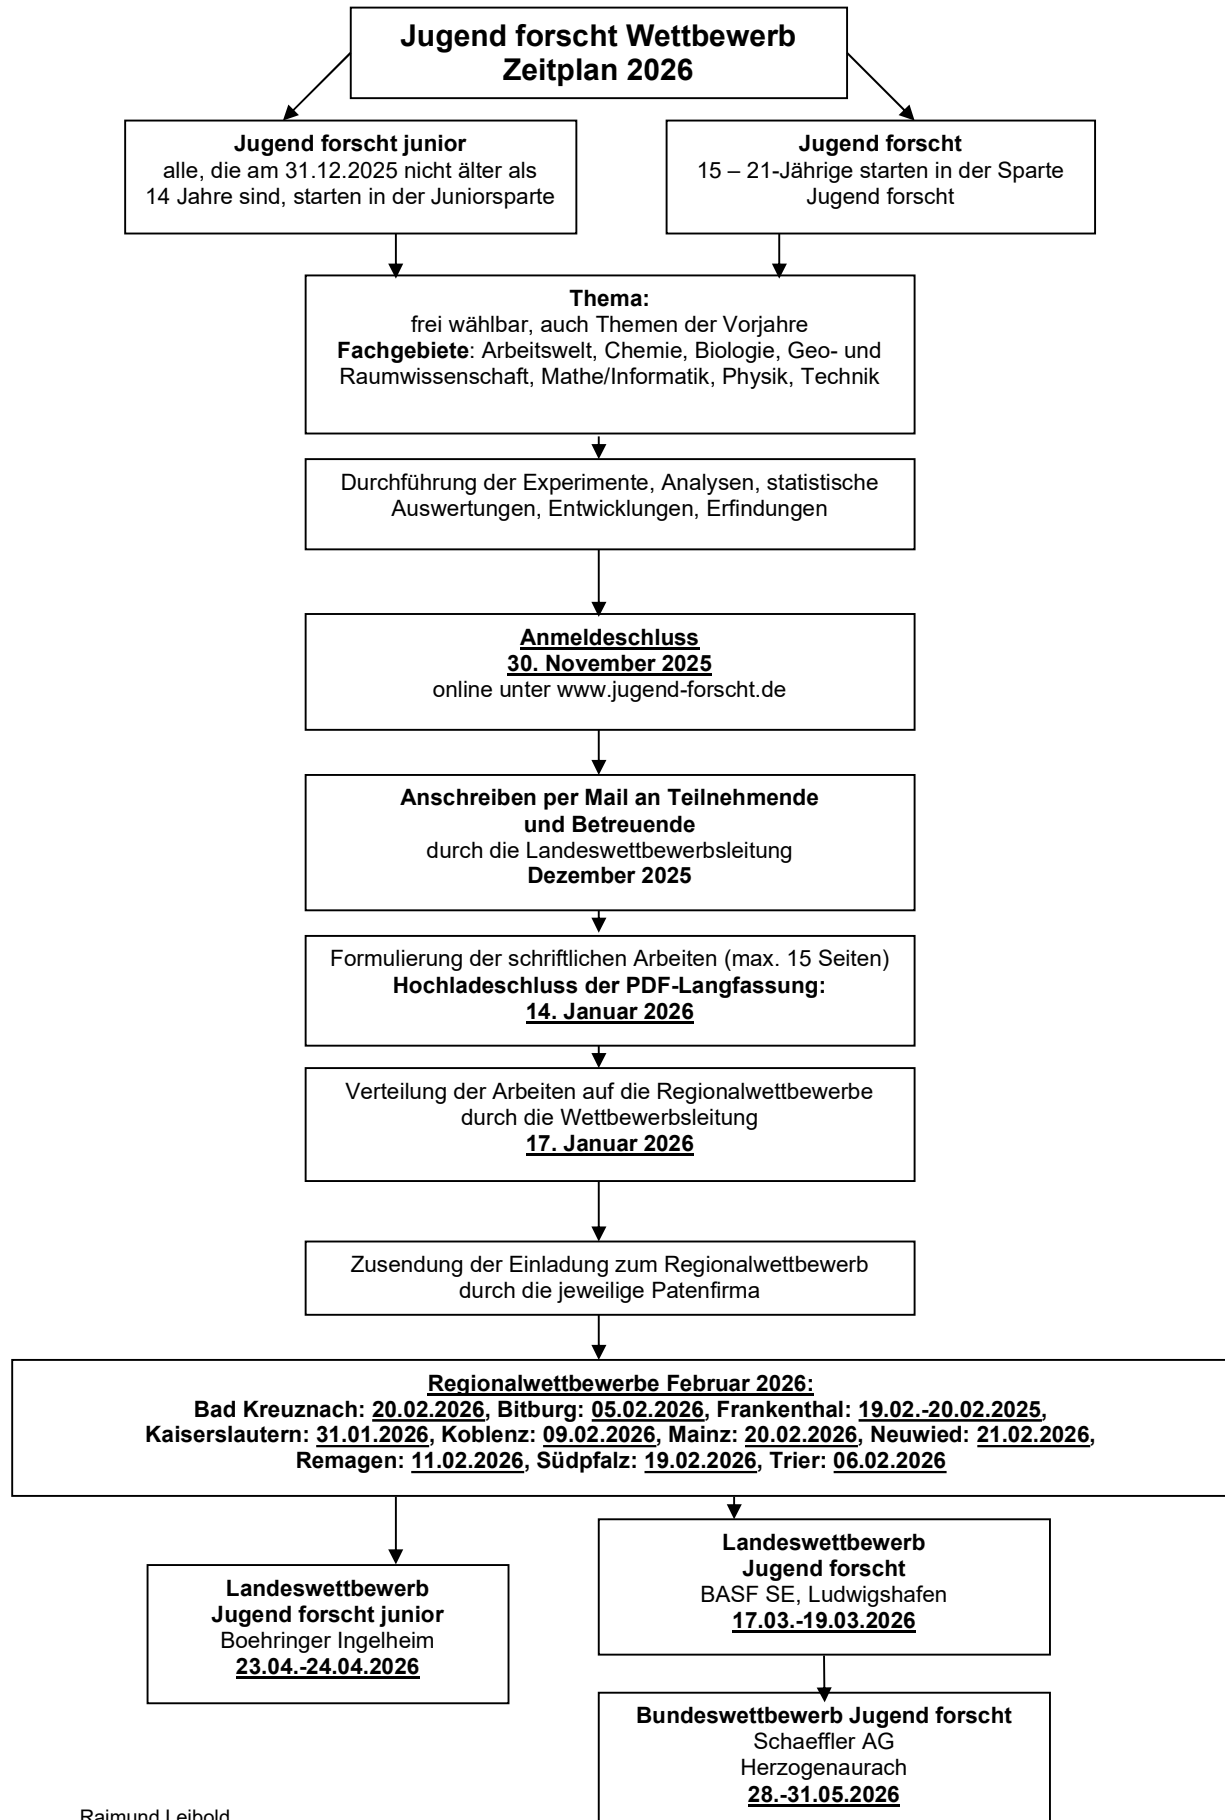 Jugend forscht Wettbewerb
Zeitplan 2026
Jugend forscht junior
alle, die am 31.12.2025 nicht älter als
14 Jahre sind, starten in der Juniorsparte
Jugend forscht
15 – 21-Jährige starten in der Sparte
Jugend forscht
Thema:
frei wählbar, auch Themen der Vorjahre
Fachgebiete: Arbeitswelt, Chemie, Biologie, Geo- und
Raumwissenschaft, Mathe/Informatik, Physik, Technik
Durchführung der Experimente, Analysen, statistische
Auswertungen, Entwicklungen, Erfindungen
Anmeldeschluss
30. November 2025
online unter www.jugend-forscht.de
Anschreiben per Mail an Teilnehmende
und Betreuende
durch die Landeswettbewerbsleitung
Dezember 2025
Formulierung der schriftlichen Arbeiten (max. 15 Seiten)
Hochladeschluss der PDF-Langfassung:
14. Januar 2026
Verteilung der Arbeiten auf die Regionalwettbewerbe
durch die Wettbewerbsleitung
17. Januar 2026
Zusendung der Einladung zum Regionalwettbewerb
durch die jeweilige Patenfirma
Regionalwettbewerbe Februar 2026:
Bad Kreuznach: 20.02.2026, Bitburg: 05.02.2026, Frankenthal: 19.02.-20.02.2025,
Kaiserslautern: 31.01.2026, Koblenz: 09.02.2026, Mainz: 20.02.2026, Neuwied: 21.02.2026,
Remagen: 11.02.2026, Südpfalz: 19.02.2026, Trier: 06.02.2026
Landeswettbewerb
Jugend forscht junior
Boehringer Ingelheim
23.04.-24.04.2026
Landeswettbewerb
Jugend forscht
BASF SE, Ludwigshafen
17.03.-19.03.2026
Bundeswettbewerb Jugend forscht
Schaeffler AG
Herzogenaurach
28.-31.05.2026
Raimund Leibold